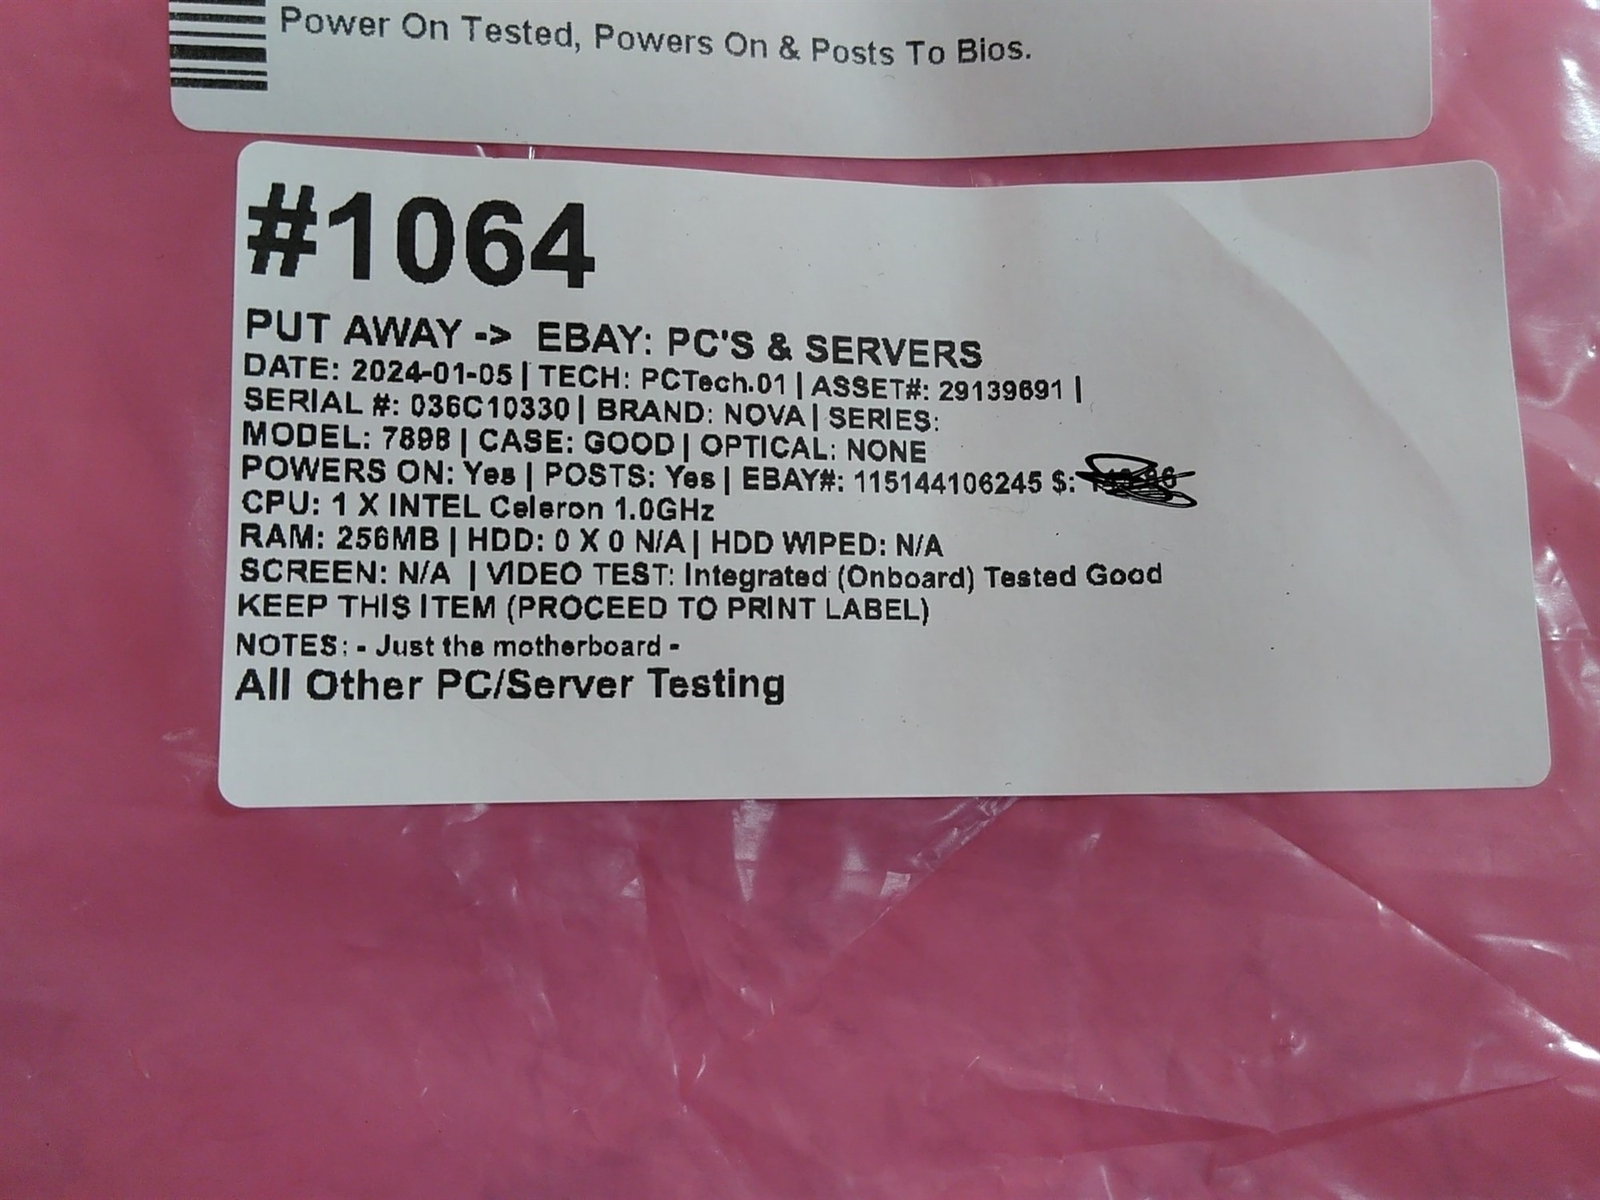 Power On Tested, Powers On & Posts To Bios.
#1064
PUT AWAY -> EBAY: PC'S & SERVERS
DATE: 2024-01-05 | TECH: PCTech.01 | ASSET#: 29139691 |
SERIAL #: 036C10330 | BRAND: NOVA | SERIES:
MODEL: 7898 | CASE: GOOD | OPTICAL: NONE
POWERS ON: Yes | POSTS: Yes | EBAY#: 115144106245 $:
CPU: 1 X INTEL Celeron 1.0GHz
RAM: 256MB | HDD: 0 X 0 N/A | HDD WIPED: N/A
SCREEN: N/A | VIDEO TEST: Integrated (Onboard) Tested Good
KEEP THIS ITEM (PROCEED TO PRINT LABEL)
NOTES: - Just the motherboard -
All Other PC/Server Testing